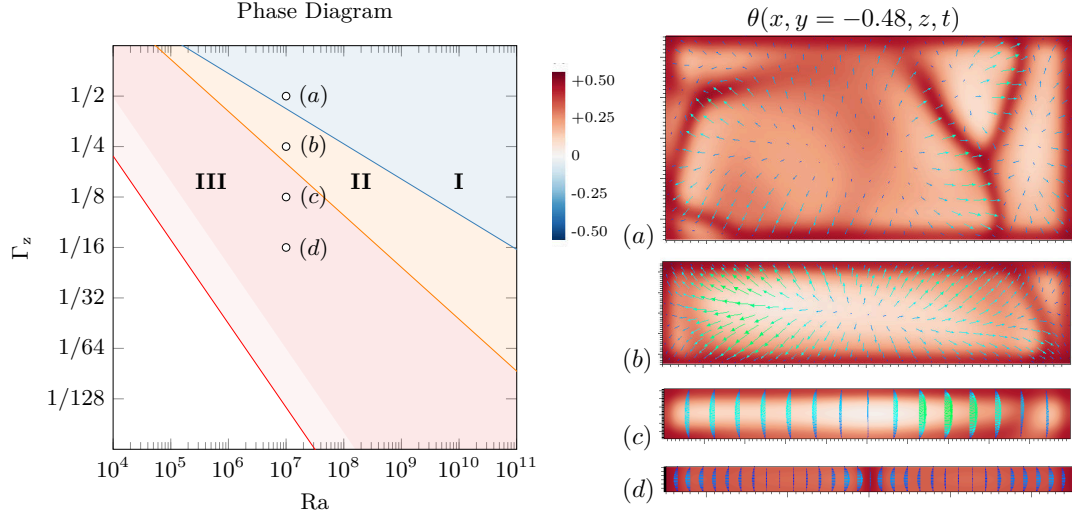 Phase Diagram
1/2
1/4
1/8
1/16
1/32
1/64
1/128
Γz
10^4
10^5
10^6
10^7
10^8
10^9
10^10
10^11
Ra
(a)
(b)
(c)
(d)
III
II
I
+0.50
+0.25
0
-0.25
-0.50
θ(x, y = −0.48, z, t)
(a)
(b)
(c)
(d)